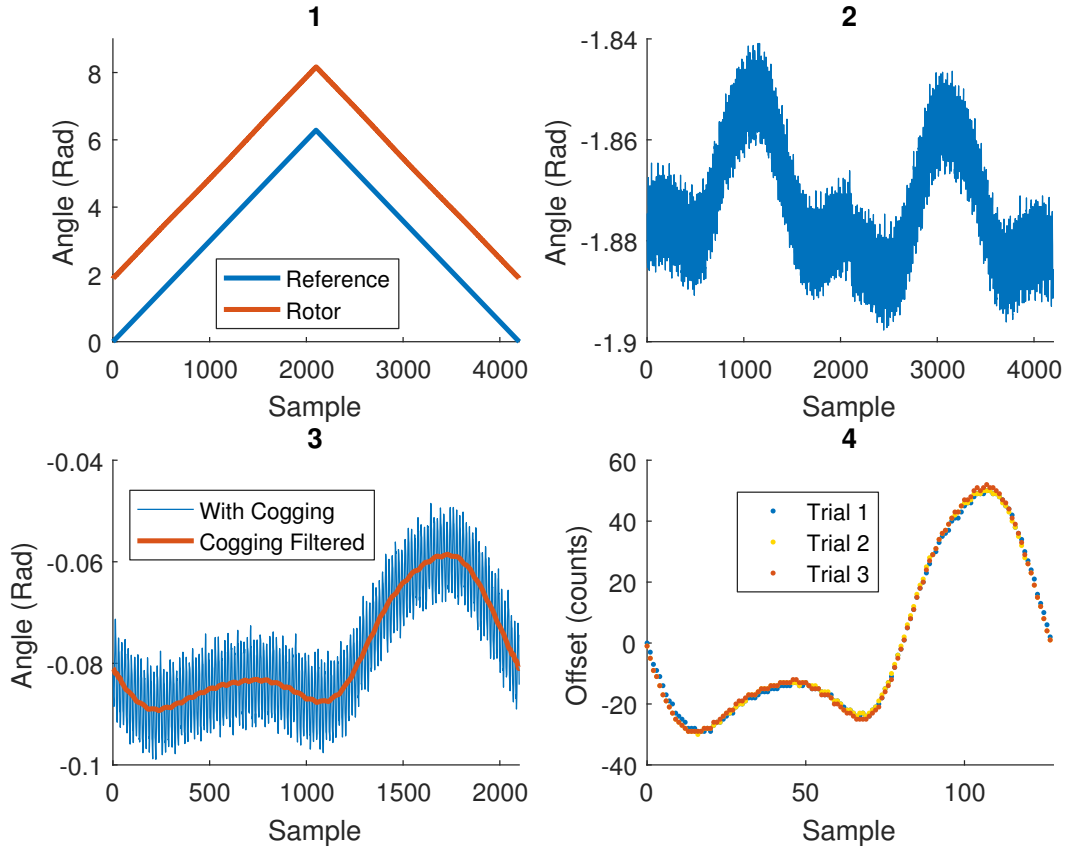 1
Angle (Rad)
8
6
4
2
0
Reference
Rotor
0 1000 2000 3000 4000
Sample
2
Angle (Rad)
-1.84
-1.86
-1.88
-1.9
0 1000 2000 3000 4000
Sample
3
Angle (Rad)
-0.04
-0.06
-0.08
-0.1
With Cogging
Cogging Filtered
0 500 1000 1500 2000
Sample
4
Offset (counts)
60
40
20
0
-20
-40
Trial 1
Trial 2
Trial 3
0 50 100
Sample